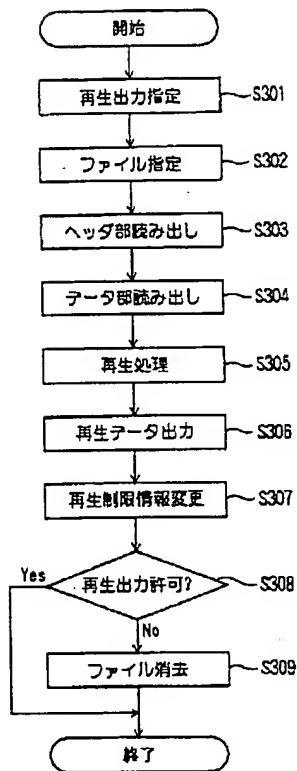 開始
再生出力指定 S301
ファイル指定 S302
ヘッダ部読み出し S303
データ部読み出し S304
再生処理 S305
再生データ出力 S306
再生制限情報変更 S307
再生出力許可? S308
Yes
No
ファイル消去 S309
終了